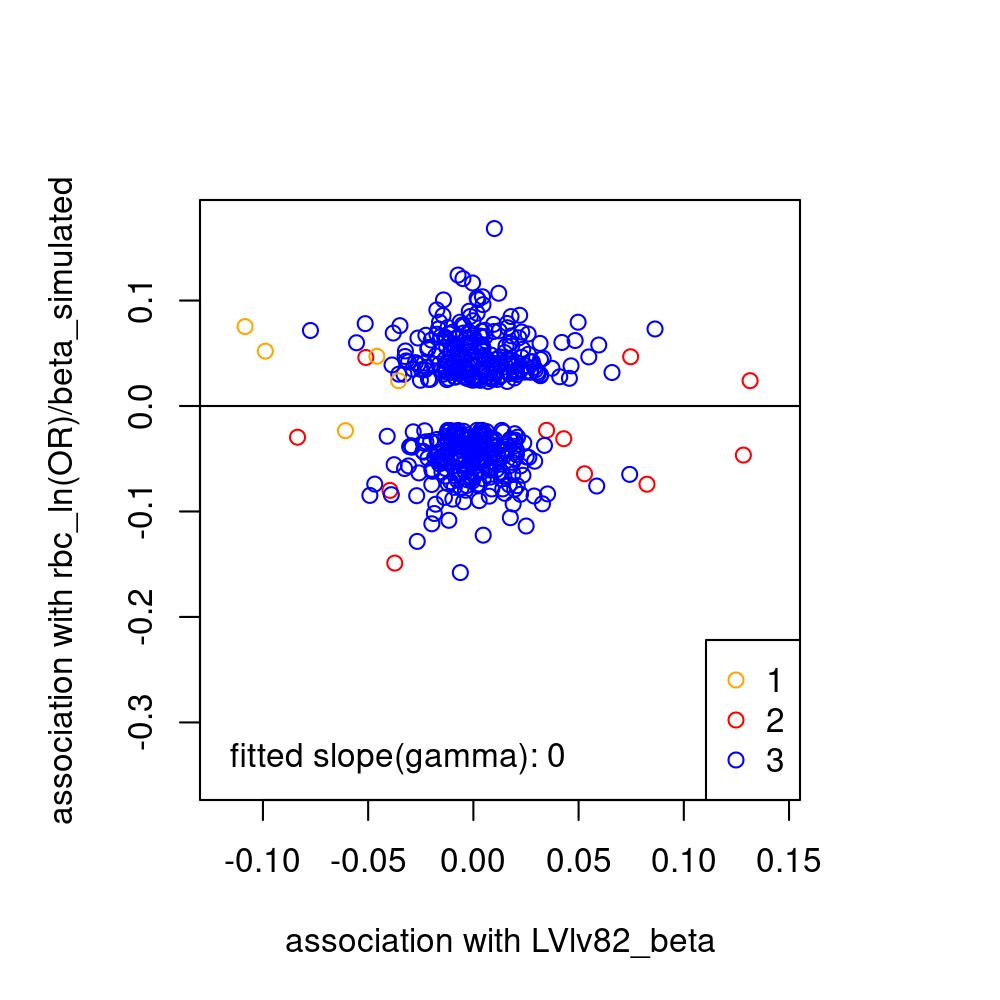 association with rbc_ln(OR)/beta_simulated
0.1
0.0
-0.1
-0.2
-0.3
1
2
3
fitted slope(gamma): 0
-0.10 -0.05 0.00 0.05 0.10 0.15
association with LVlv82_beta